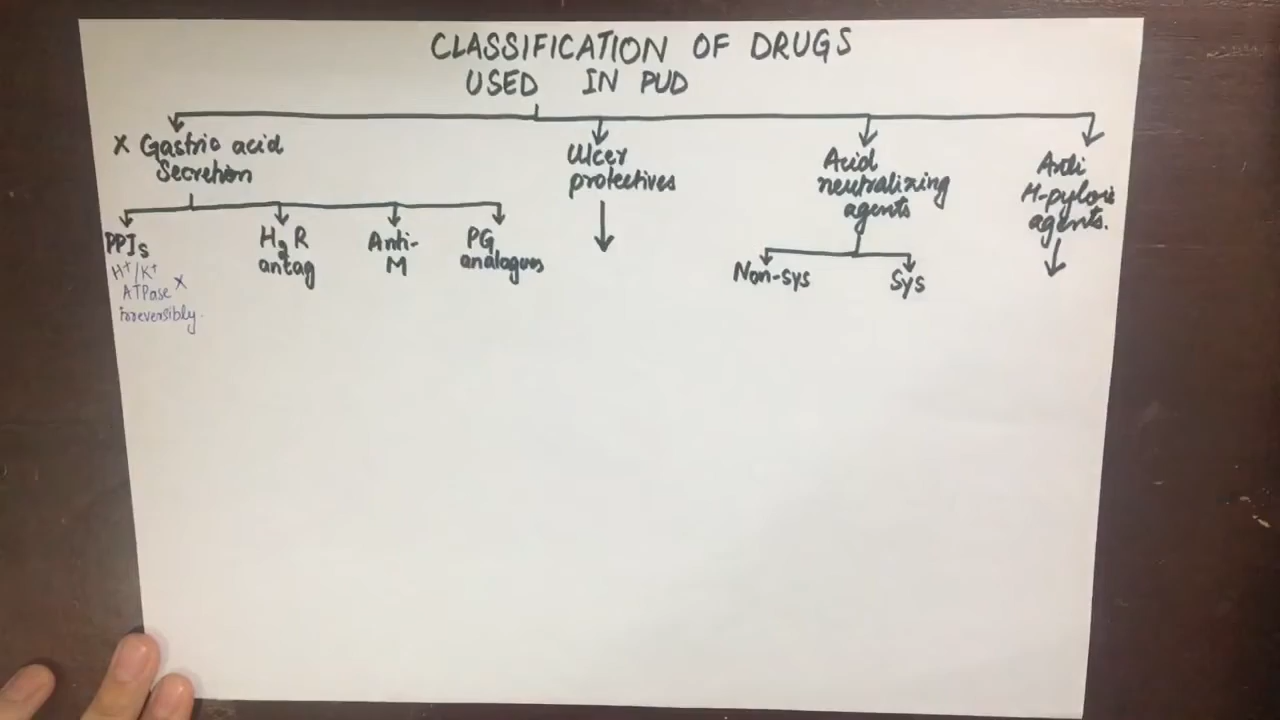 CLASSIFICATION OF DRUGS
USED IN PUD
X Gastric acid
Secretion
PPIs
H+/K+
ATPase X
irreversibly.
H2R
antag
Anti-
M
PG
analogues
Ulcer
protectives
Acid
neutralizing
agents
Non-sys
Sys
Anti
H-pylori
agents.